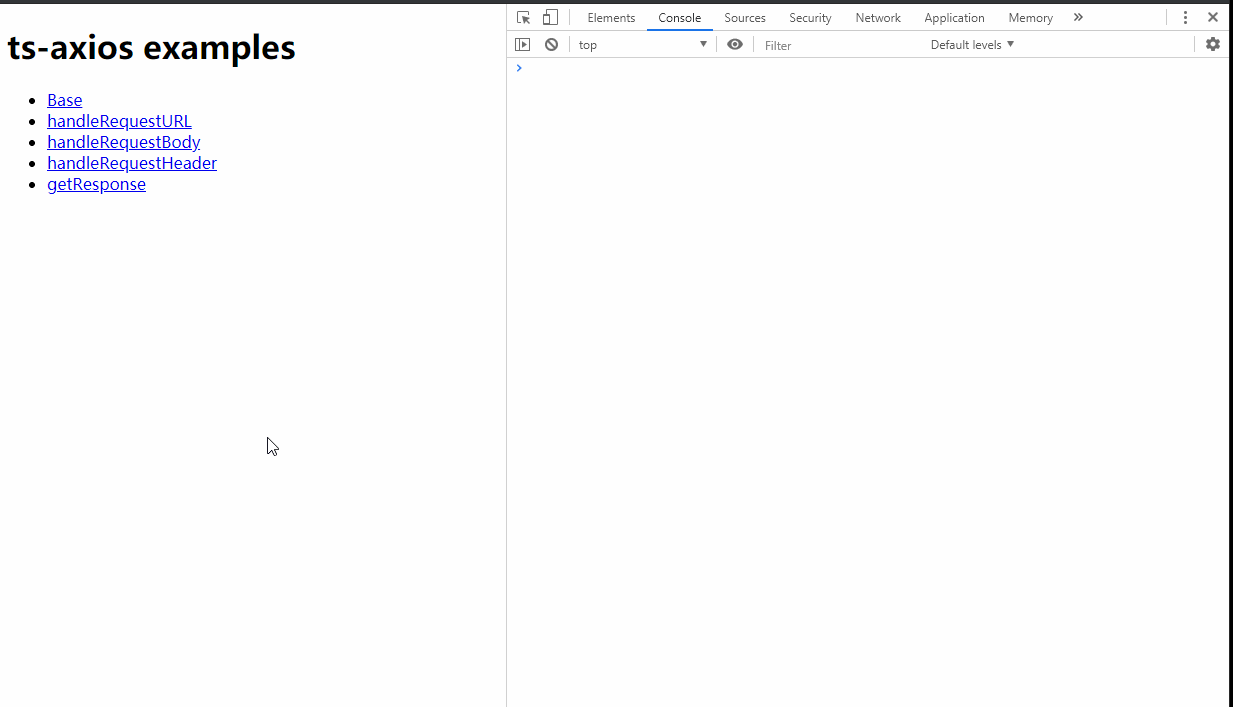 ts-axios examples
Base
handleRequestURL
handleRequestBody
handleRequestHeader
getResponse
Elements Console Sources Security Network Application Memory
top Filter Default levels